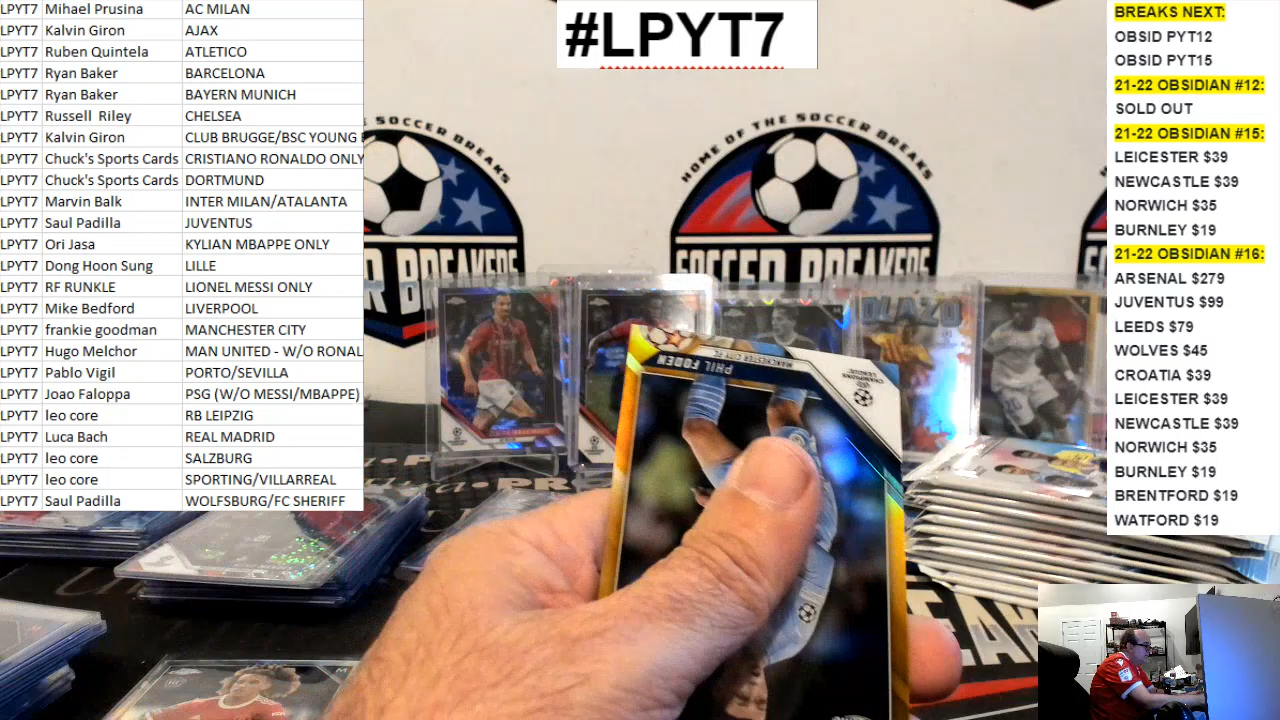 LPYT7 Mihael Prusina AC MILAN
LPYT7 Kalvin Giron AJAX
LPYT7 Ruben Quintela ATLETICO
LPYT7 Ryan Baker BARCELONA
LPYT7 Ryan Baker BAYERN MUNICH
LPYT7 Russell Riley CHELSEA
LPYT7 Kalvin Giron CLUB BRUGGE/BSC YOUNG
LPYT7 Chuck's Sports Cards CRISTIANO RONALDO ONLY
LPYT7 Chuck's Sports Cards DORTMUND
LPYT7 Marvin Balk INTER MILAN/ATALANTA
LPYT7 Saul Padilla JUVENTUS
LPYT7 Ori Jasa KYLIAN MBAPPE ONLY
LPYT7 Dong Hoon Sung LILLE
LPYT7 RF RUNKLE LIONEL MESSI ONLY
LPYT7 Mike Bedford LIVERPOOL
LPYT7 frankie goodman MANCHESTER CITY
LPYT7 Hugo Melchor MAN UNITED - W/O RONAL
LPYT7 Pablo Vigil PORTO/SEVILLA
LPYT7 Joao Faloppa PSG (W/O MESSI/MBAPPE)
LPYT7 leo core RB LEIPZIG
LPYT7 Luca Bach REAL MADRID
LPYT7 leo core SALZBURG
LPYT7 leo core SPORTING/VILLARREAL
LPYT7 Saul Padilla WOLFSBURG/FC SHERIFF
#LPYT7
HOME OF THE SOCCER BREAKS
SOCCER BREAKERS
THE SOCCER BREAKS
R BREAKERS
OLAZO
PHIL FODEN
MANCHESTER CITY FC
CHAMPIONS LEAGUE
BREAKS NEXT:
OBSID PYT12
OBSID PYT15
21-22 OBSIDIAN #12:
SOLD OUT
21-22 OBSIDIAN #15:
LEICESTER $39
NEWCASTLE $39
NORWICH $35
BURNLEY $19
21-22 OBSIDIAN #16:
ARSENAL $279
JUVENTUS $99
LEEDS $79
WOLVES $45
CROATIA $39
LEICESTER $39
NEWCASTLE $39
NORWICH $35
BURNLEY $19
BRENTFORD $19
WATFORD $19